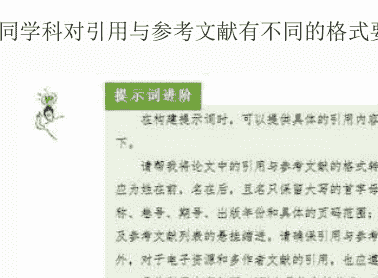 同学科对引用与参考文献有不同的格式要
提示词进阶
在构建提示词时，可以提供具体的引用内容
下。
请帮我将论文中的引用与参考文献的格式转
应为姓在前，名在后，且名只保留大写的首字母
称、卷号、期号、出版年份和具体的页码范围；
及参考文献列表的悬挂缩进。请确保引用与参考
外，对于电子资源和多作者文献的引用，也应遵